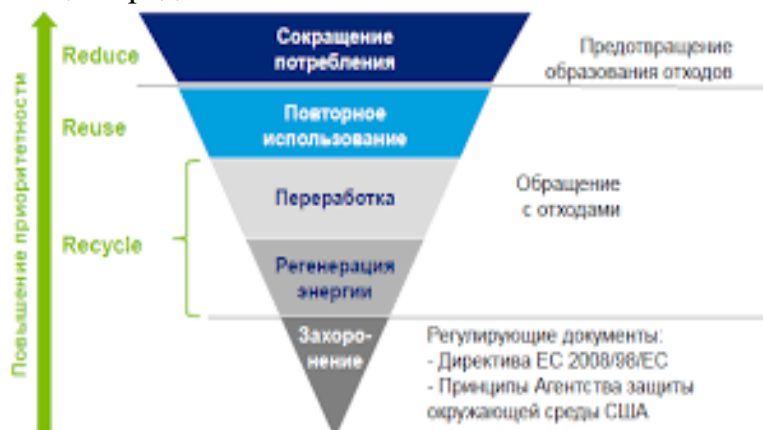 Повышение приоритетности
Reduce
Сокращение
потребления
Предотвращение
образования отходов
Reuse
Повторное
использование
Переработка
Обращение
с отходами
Recycle
Регенерация
энергии
Захоро-
нение
Регулирующие документы:
- Директива ЕС 2008/98/ЕС
- Принципы Агентства защиты
окружающей среды США